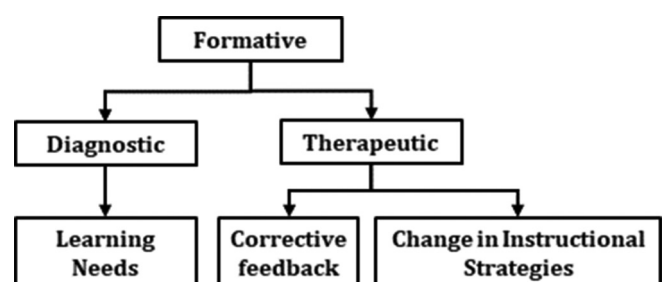 Formative
Diagnostic
Therapeutic
Learning
Needs
Corrective
feedback
Change in Instructional
Strategies